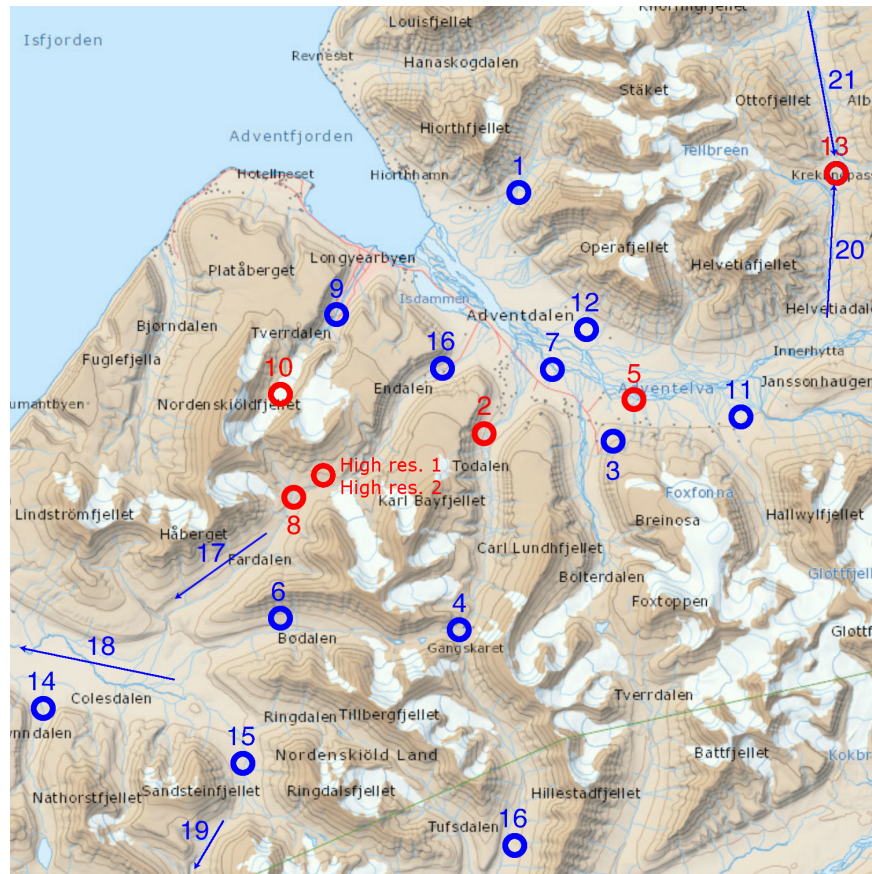 Louisfjellet
Isfjorden
Revneset
Hanaskogdalen
21
Ståket
Ottofjellet
Hiorthfjellet
Adventfjorden
Tellbreen
13
1
Hotellneset
Hiorthhamn
Operafjellet
20
Longyearbyen
Helvetiafjellet
Platåberget
9
Isdammen
12
Adventdalen
Bjørndalen
Tverrdalen
7
16
Innerhytta
Fuglefjella
10
5
Endalen
Adventelva
11
Janssonhaugen
Nordenskiöldfjellet
2
3
High res. 1
Todalen
High res. 2
Foxfonna
8
Karl Bayfjellet
Lindströmfjellet
Breinosa
Hallwylfjellet
Håberget
17
Fardalen
Carl Lundhfjellet
Bolterdalen
6
4
Foxtoppen
Bødalen
Gangskaret
18
14
Colesdalen
Tverrdalen
Ringdalen
Tillbergfjellet
15
Nordenskiöld Land
Battfjellet
Sandsteinfjellet
Ringdalsfjellet
Hillestadfjellet
Nathorstfjellet
19
Tufsdalen
16